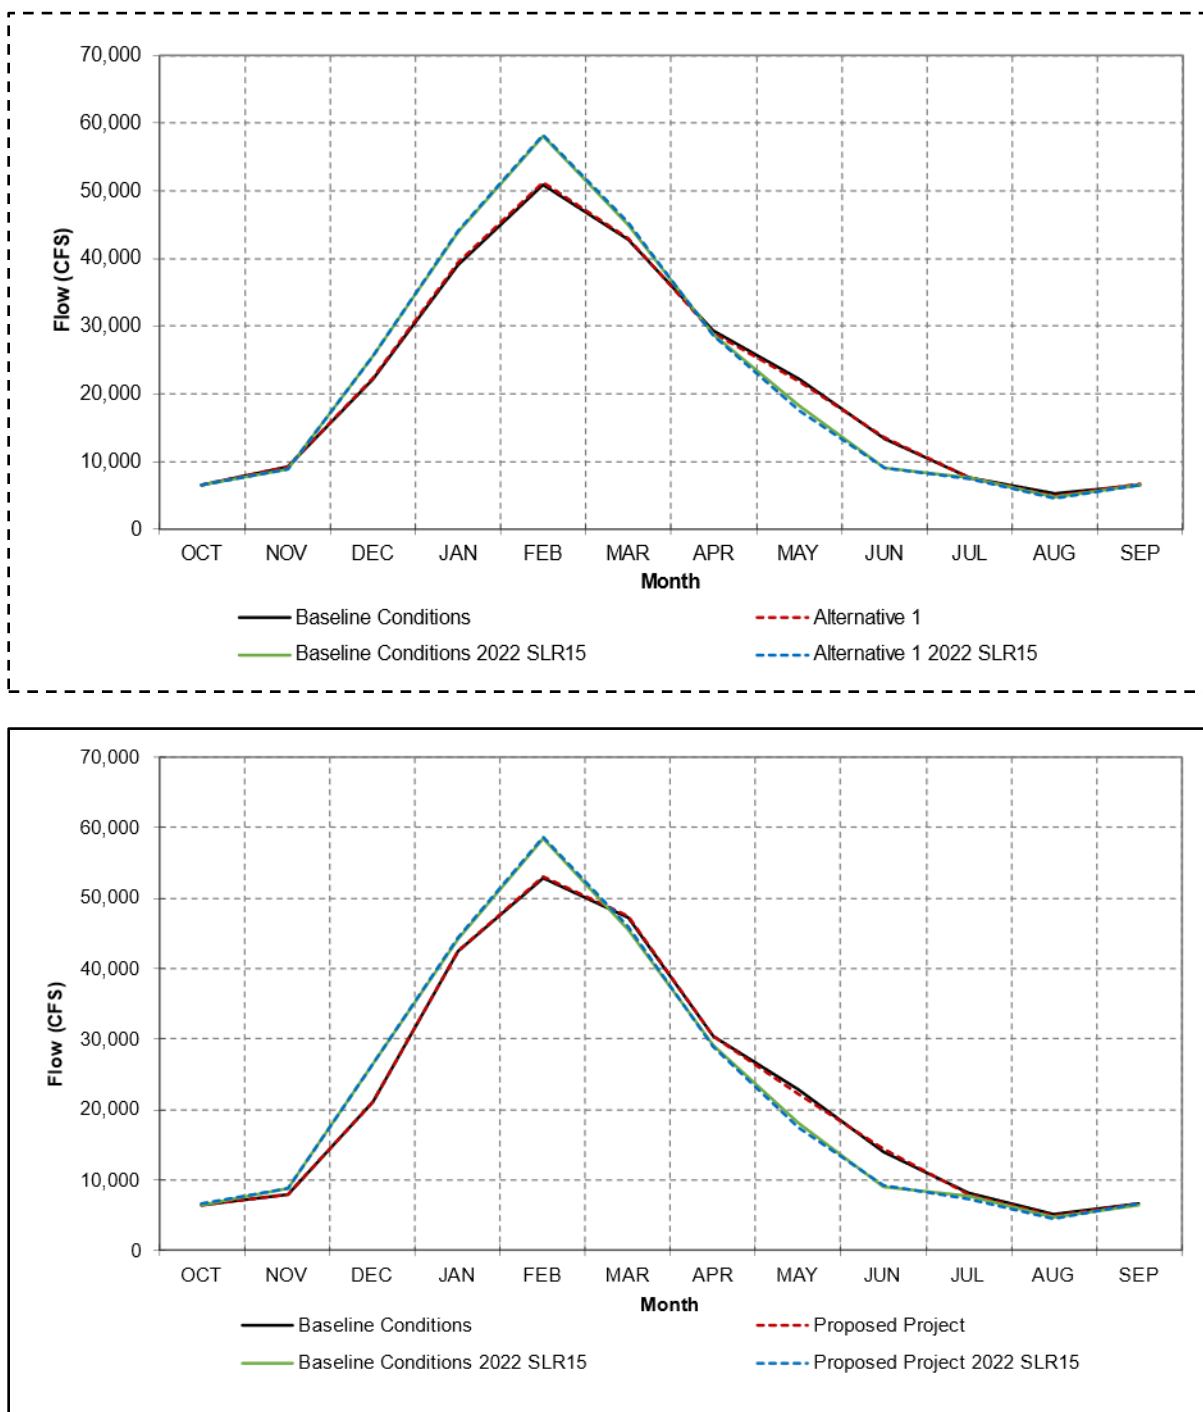 70,000
60,000
50,000
40,000
30,000
20,000
10,000
0
Flow (CFS)
OCT NOV DEC JAN FEB MAR APR MAY JUN JUL AUG SEP
Month
Baseline Conditions Alternative 1
Baseline Conditions 2022 SLR15 Alternative 1 2022 SLR15
70,000
60,000
50,000
40,000
30,000
20,000
10,000
0
Flow (CFS)
OCT NOV DEC JAN FEB MAR APR MAY JUN JUL AUG SEP
Month
Baseline Conditions Proposed Project
Baseline Conditions 2022 SLR15 Proposed Project 2022 SLR15